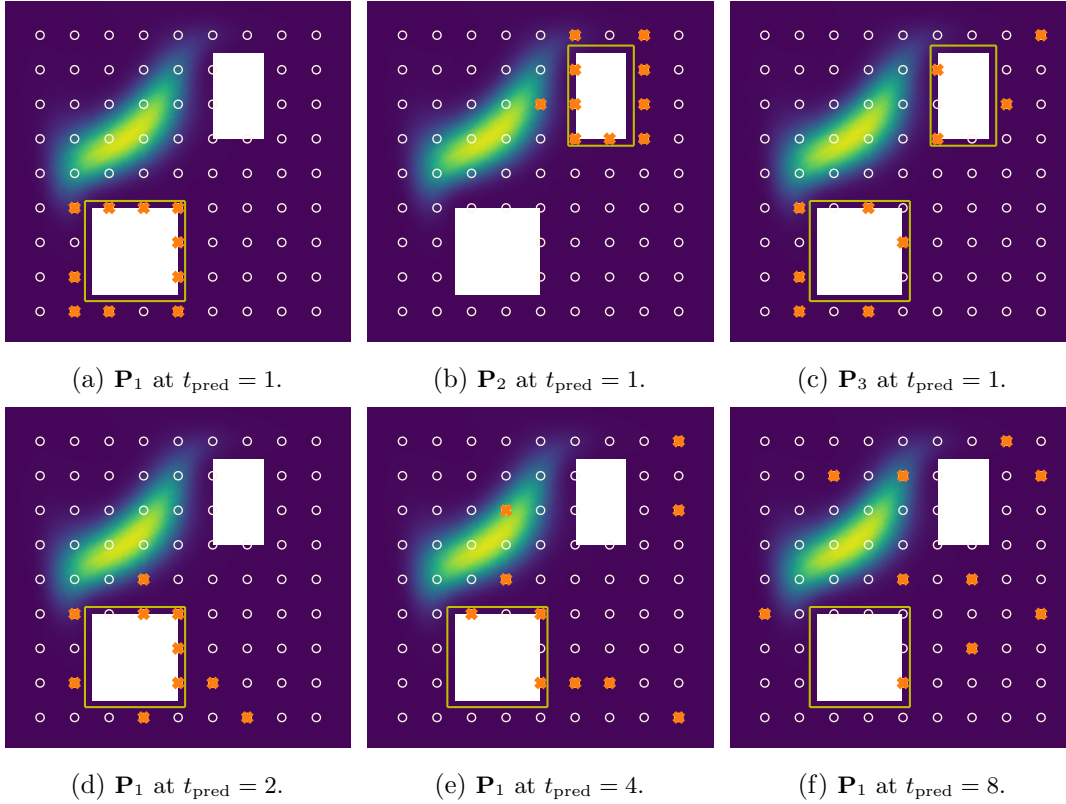 (a) P₁ at t_pred = 1.
(b) P₂ at t_pred = 1.
(c) P₃ at t_pred = 1.
(d) P₁ at t_pred = 2.
(e) P₁ at t_pred = 4.
(f) P₁ at t_pred = 8.